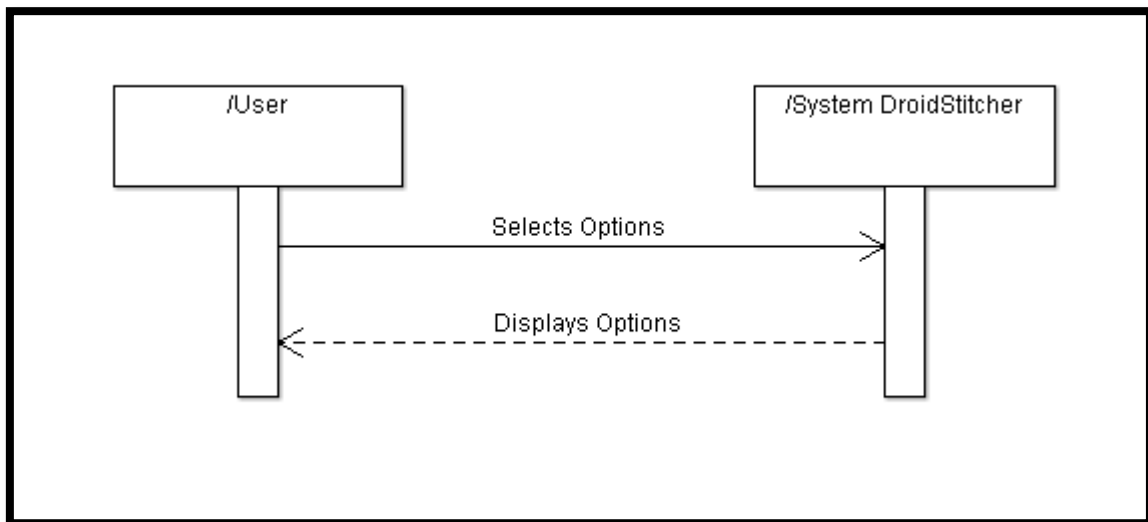 /User
/System DroidStitcher
Selects Options
Displays Options